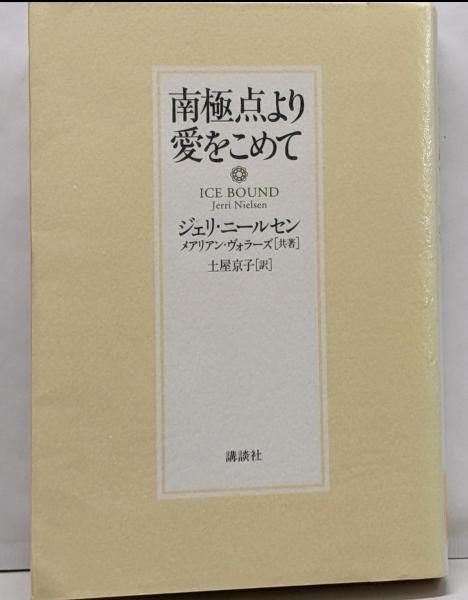 南極点より
愛をこめて
ICE BOUND
Jerri Nielsen
ジェリ・ニールセン
メアリアン・ヴォラーズ[共著]
土屋京子[訳]
講談社